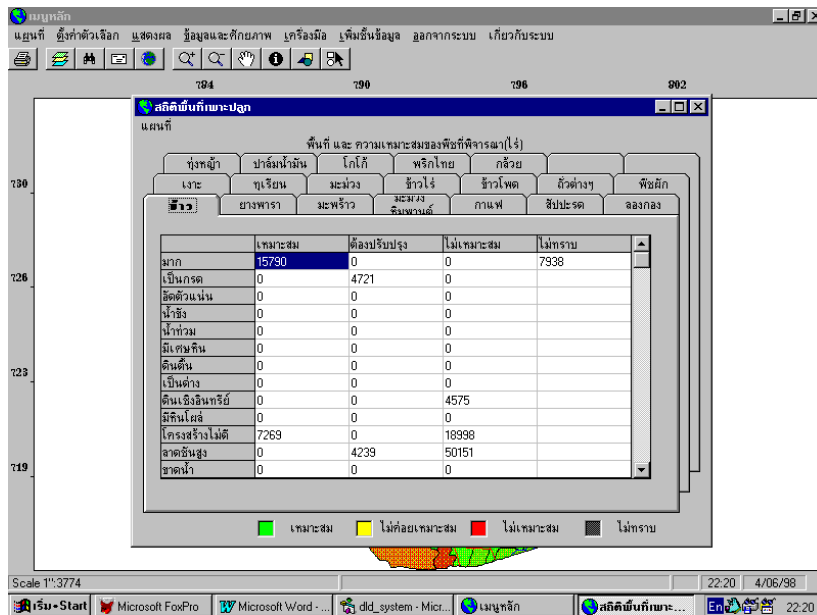 เมนูหลัก
แผนที่ ตั้งค่าตัวเลือก แสดงผล ข้อมูลและศักยภาพ เครื่องมือ เพิ่มชั้นข้อมูล ออกจากระบบ เกี่ยวกับระบบ
784 790 796 802
สถิติพื้นที่เพาะปลูก
แผนที่
พื้นที่ และ ความเหมาะสมของพืชที่พิจารณา(ไร่)
ทุ่งหญ้า ปาล์มน้ำมัน โกโก้ พริกไทย กล้วย
เงาะ ทุเรียน มะม่วง ข้าวไร่ ข้าวโพด ถั่วต่างๆ พืชผัก
ข้าว ยางพารา มะพร้าว มะม่วง หิมพานต์ กาแฟ สัปปะรด ลองกอง
730
726
723
719
เหมาะสม ต้องปรับปรุง ไม่เหมาะสม ไม่ทราบ
มาก 15790 0 0 7938
เป็นกรด 0 4721 0
อัดตัวแน่น 0 0 0
น้ำขัง 0 0 0
น้ำท่วม 0 0 0
มีเศษหิน 0 0 0
ดินตื้น 0 0 0
เป็นด่าง 0 0 0
ดินเชิงอินทรีย์ 0 0 4575
มีหินโผล่ 0 0 0
โครงสร้างไม่ดี 7269 0 18998
ลาดชันสูง 0 4239 50151
ขาดน้ำ 0 0 0
เหมาะสม ไม่ค่อยเหมาะสม ไม่เหมาะสม ไม่ทราบ
Scale 1":3774 22:20 4/06/98
เริ่ม•Start Microsoft FoxPro Microsoft Word - ... dld_system - Micr... เมนูหลัก สถิติพื้นที่เพาะ... En 22:20